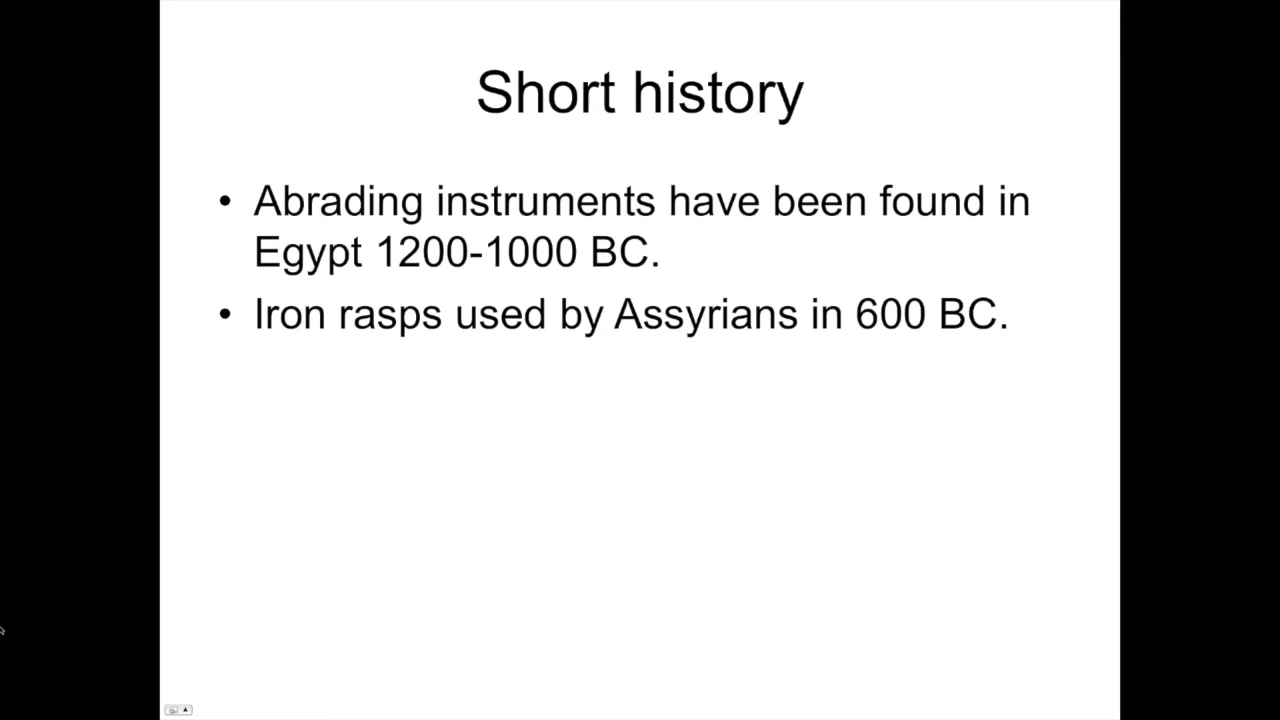 Short history
• Abrading instruments have been found in
Egypt 1200-1000 BC.
• Iron rasps used by Assyrians in 600 BC.